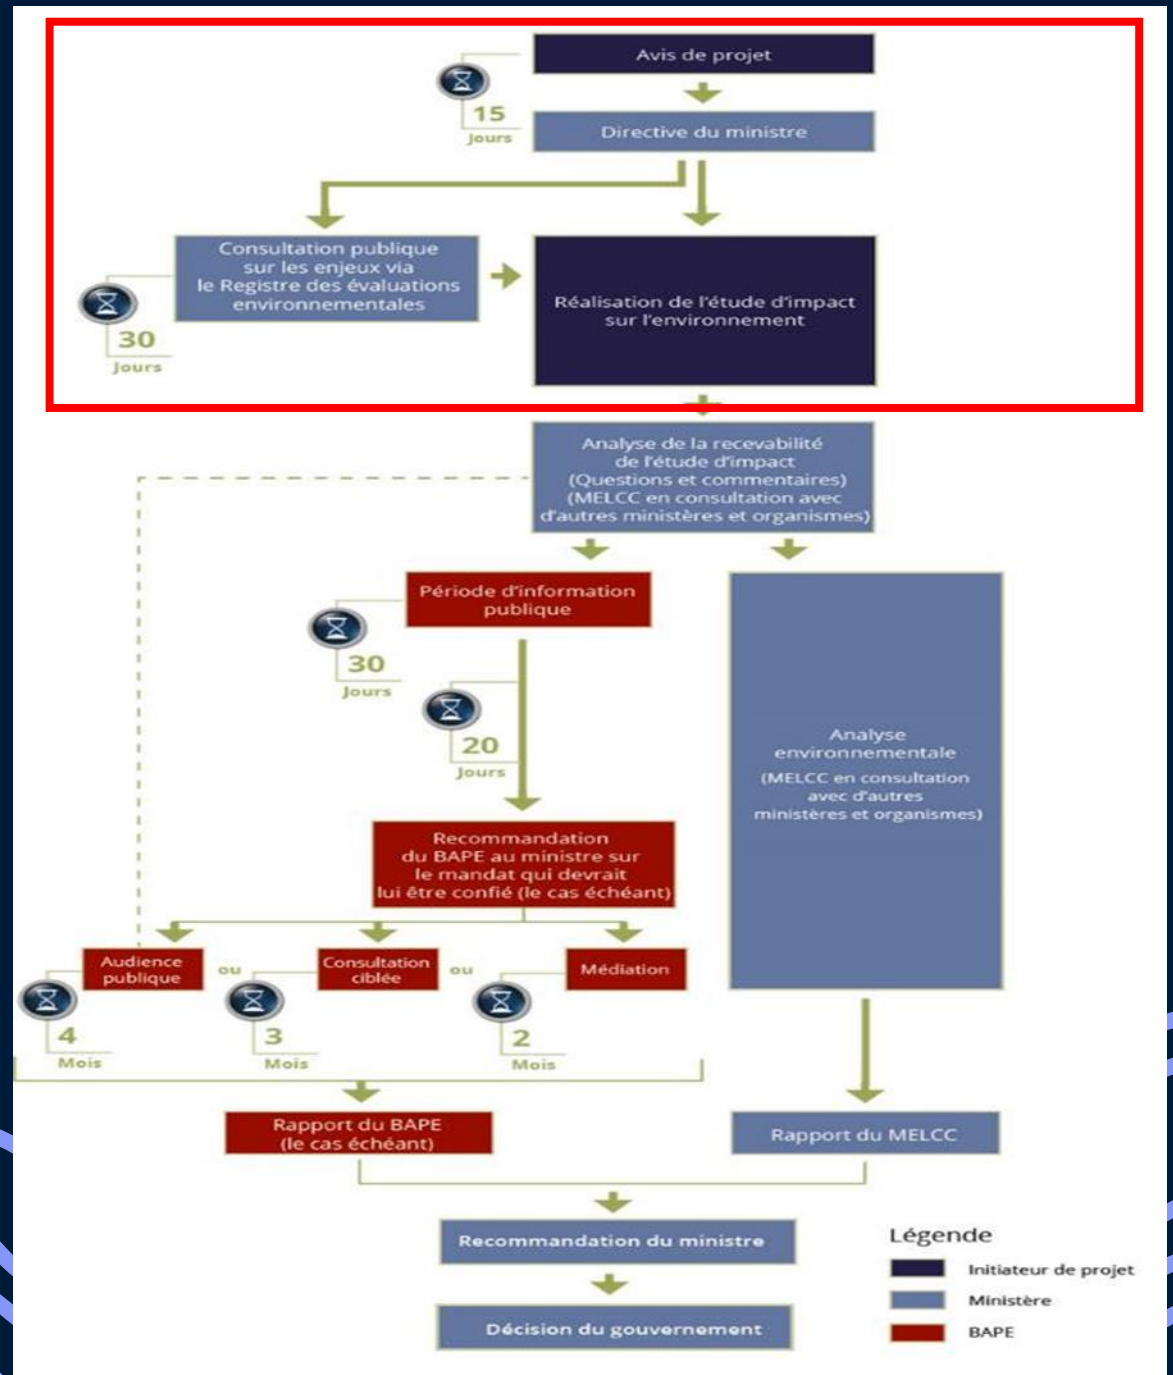 Avis de projet
15
Jours
Directive du ministre
Consultation publique
sur les enjeux via
le Registre des évaluations
environnementales
30
Jours
Réalisation de l'étude d'impact
sur l'environnement
Analyse de la recevabilité
de l'étude d'impact
(Questions et commentaires)
(MELCC en consultation avec
d'autres ministères et organismes)
Période d'information
publique
30
Jours
20
Jours
Analyse
environnementale
(MELCC en consultation
avec d'autres
ministères et organismes)
Recommandation
du BAPE au ministre sur
le mandat qui devrait
lui être confié (le cas échéant)
Audience
publique
ou
Consultation
ciblée
ou
Médiation
4
Mois
3
Mois
2
Mois
Rapport du BAPE
(le cas échéant)
Rapport du MELCC
Recommandation du ministre
Décision du gouvernement
Légende
Initiateur de projet
Ministère
BAPE